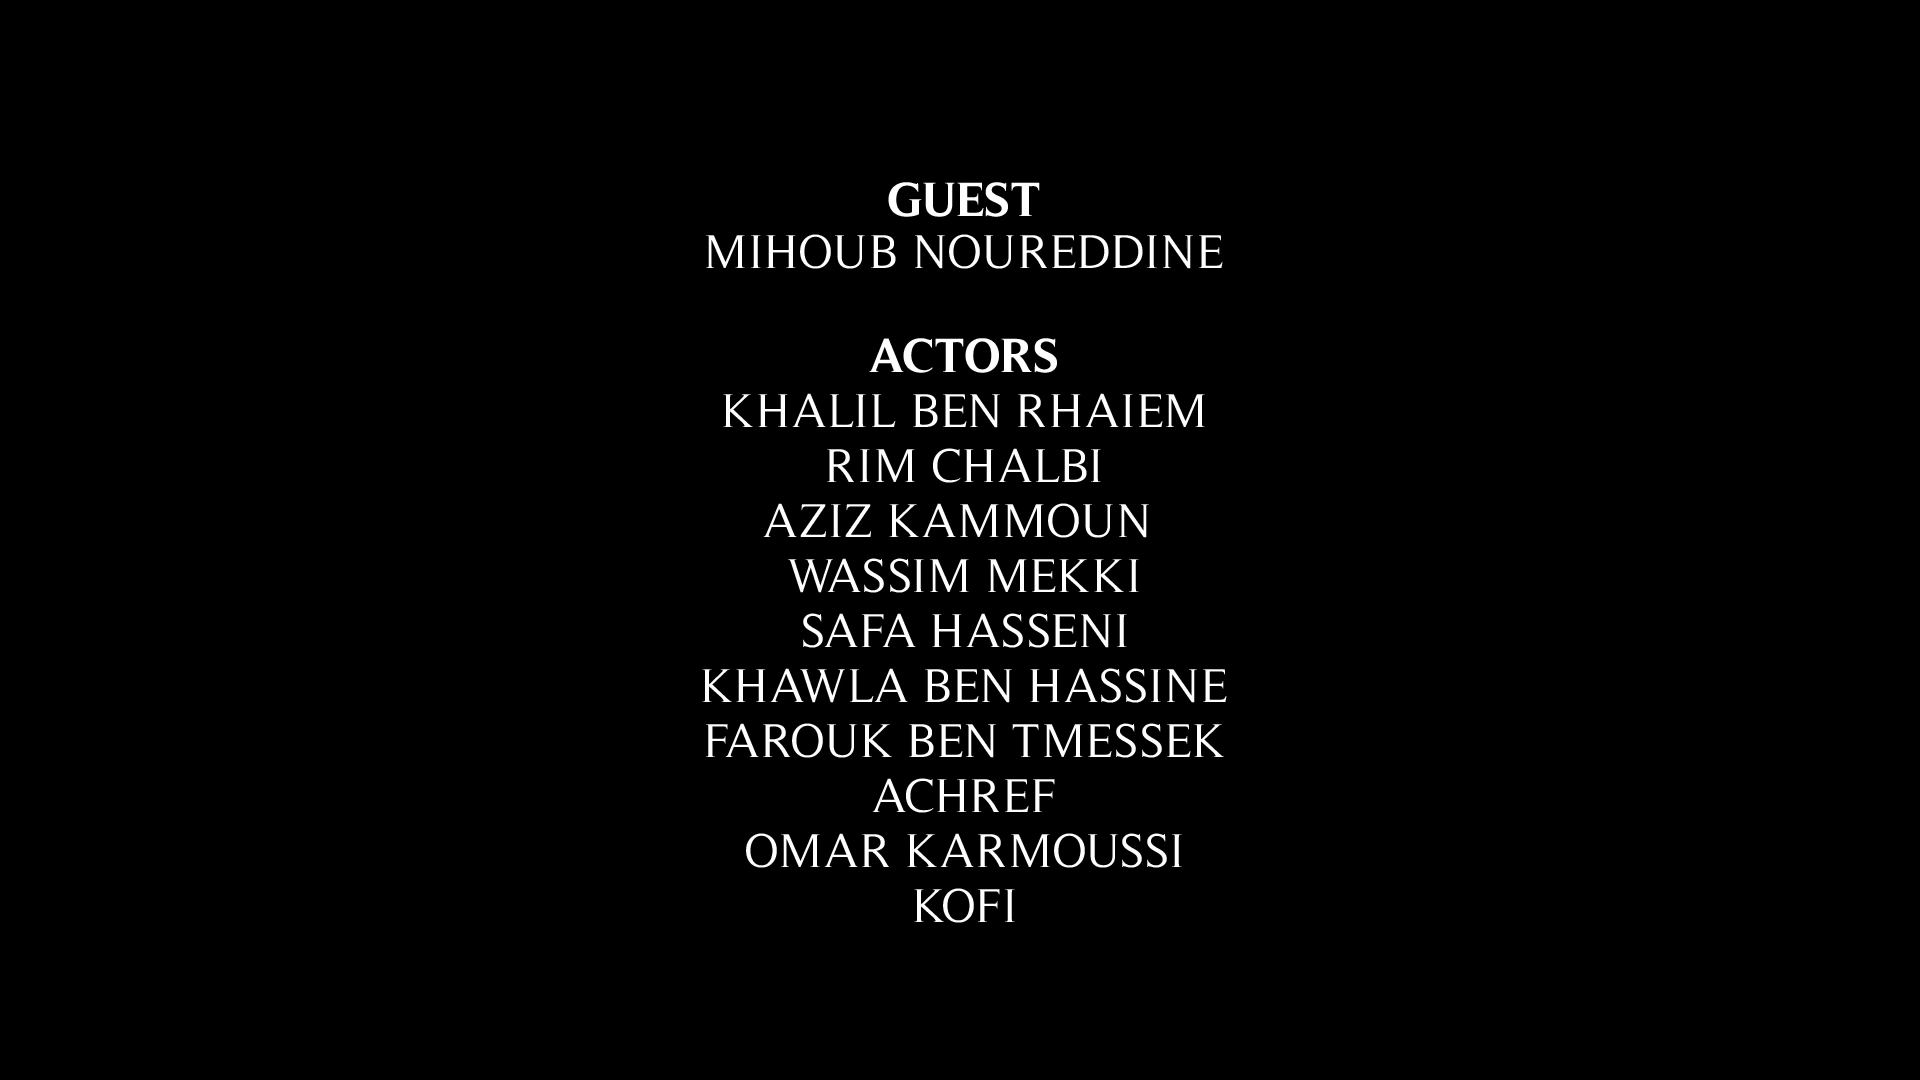 GUEST
MIHOUB NOUREDDINE
ACTORS
KHALIL BEN RHAIEM
RIM CHALBI
AZIZ KAMMOUN
WASSIM MEKKI
SAFA HASSENI
KHAWLA BEN HASSINE
FAROUK BEN TMESSEK
ACHREF
OMAR KARMOUSSI
KOFI